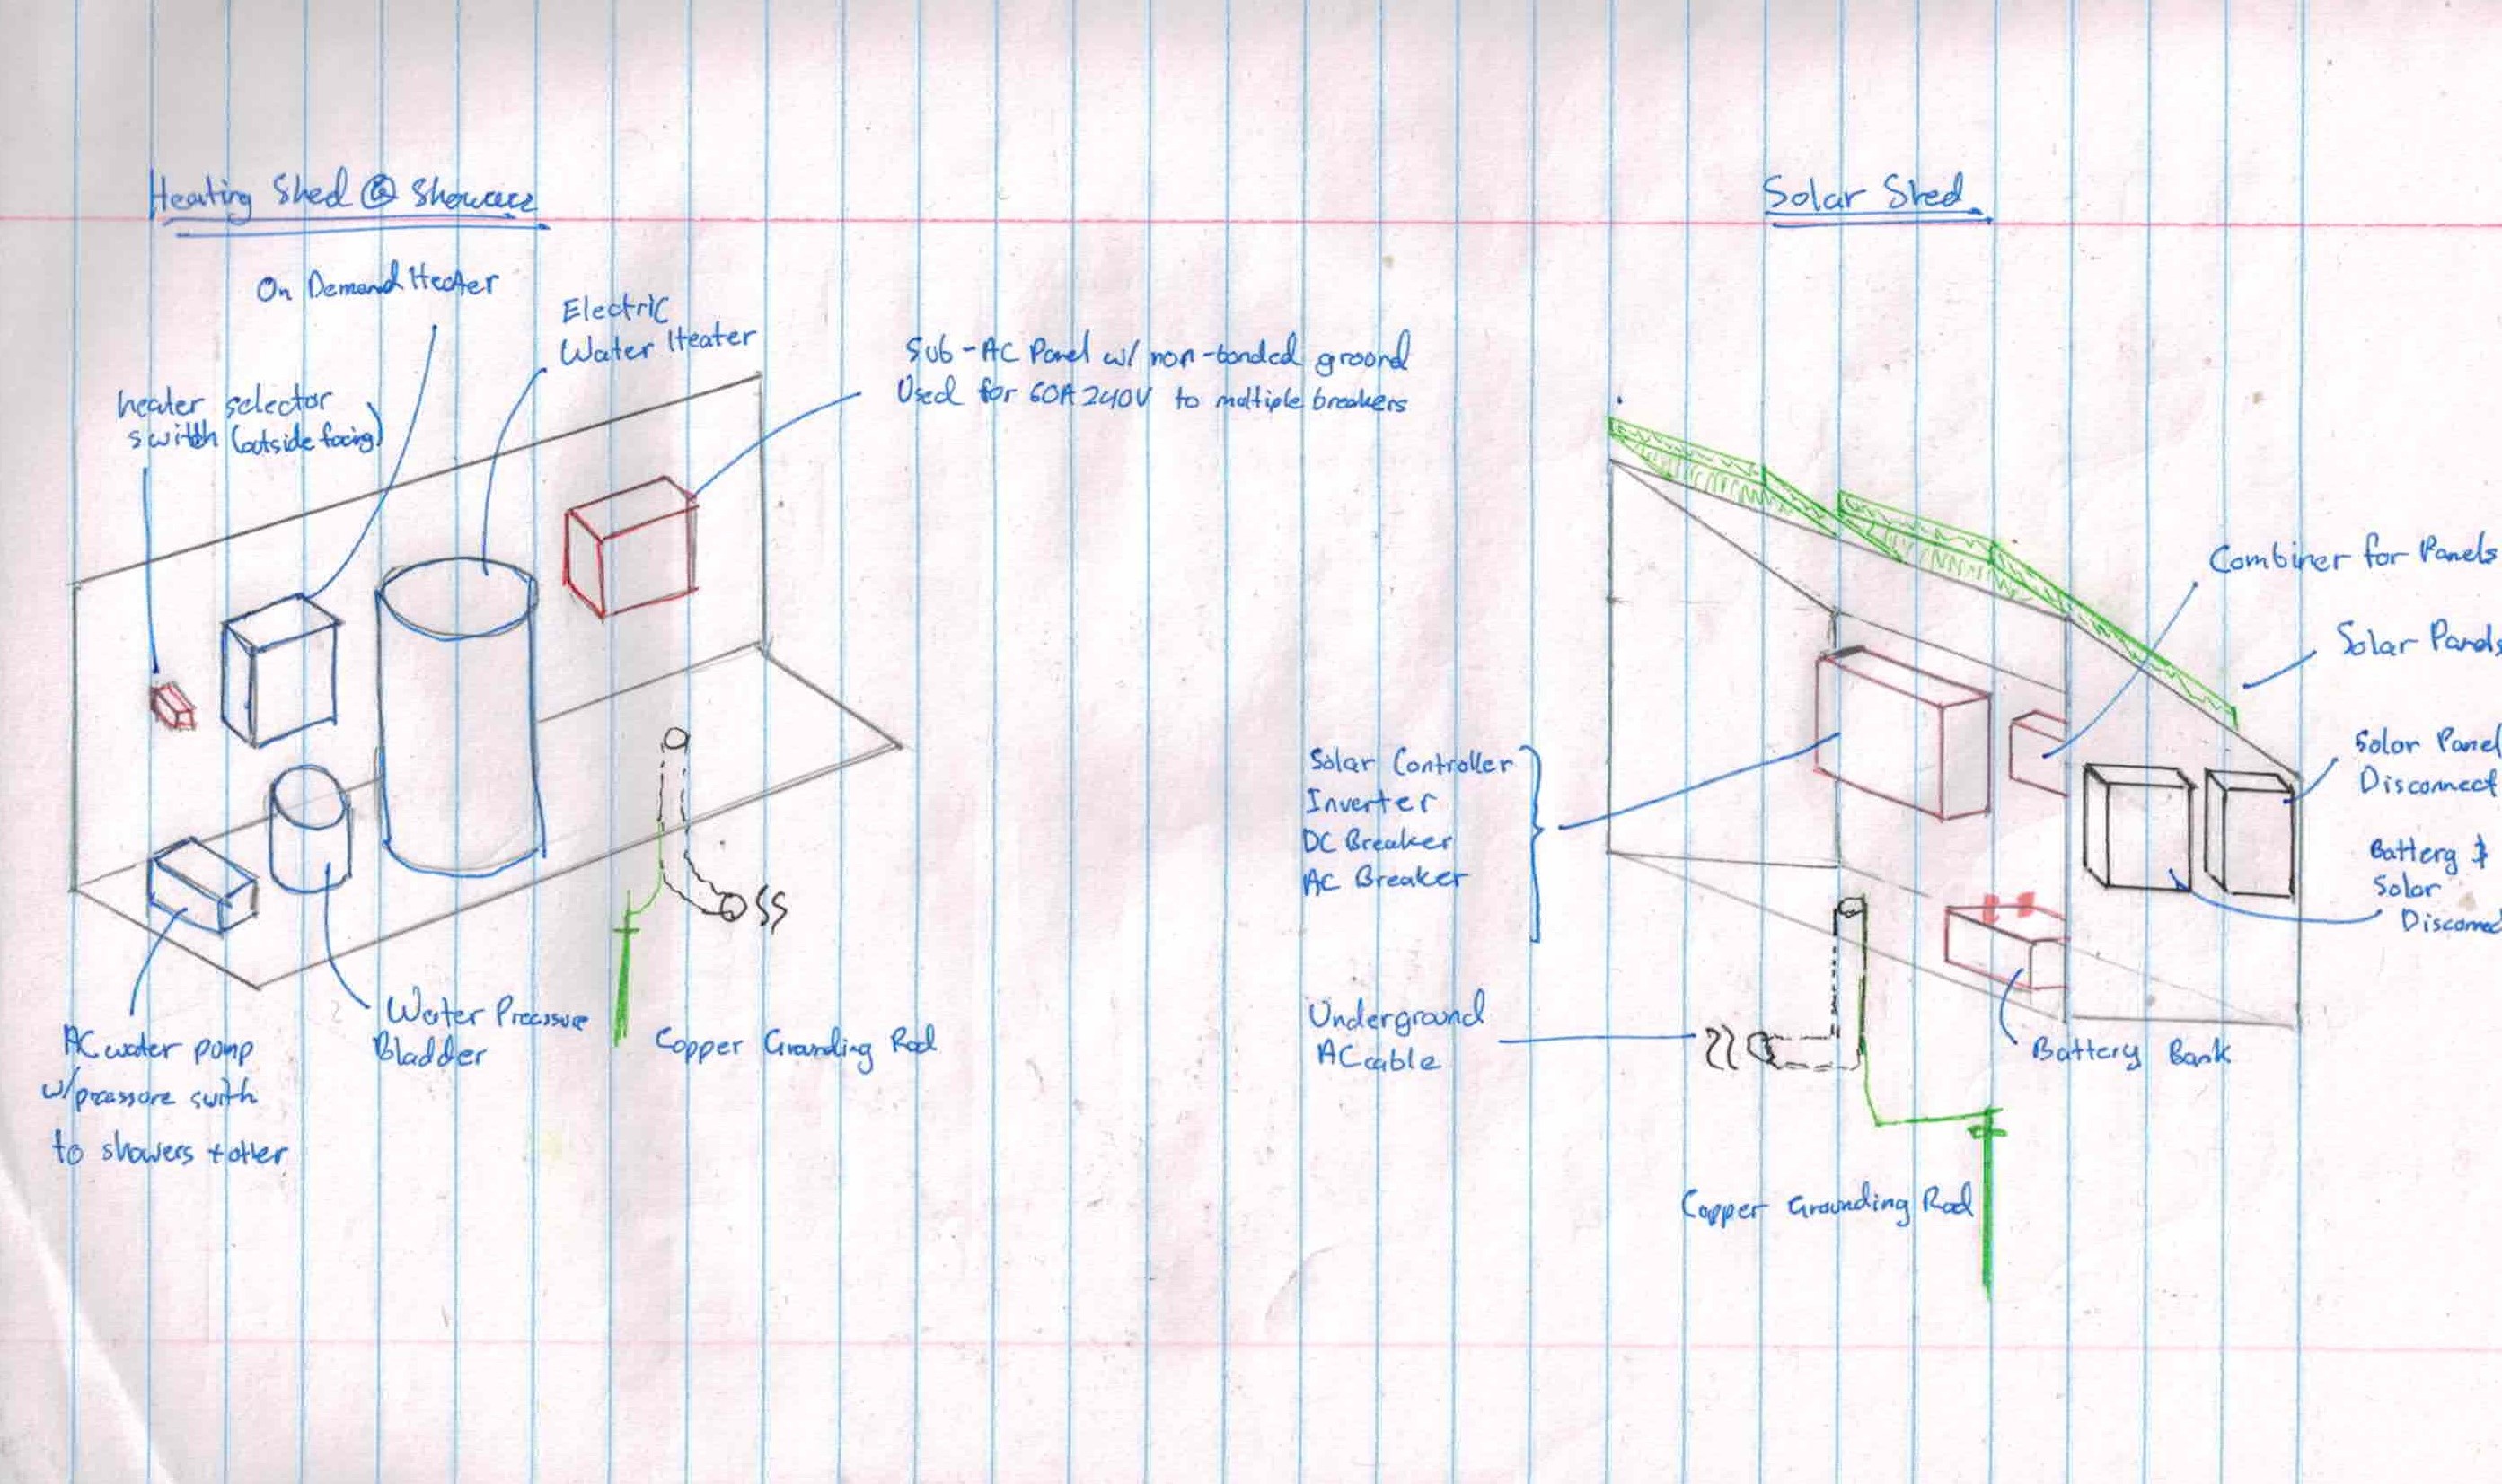 Heating Shed @ Showers
On Demand Heater
Electric
Water Heater
heater selector
switch (outside facing)
Sub-AC Panel w/ non-bonded ground
Used for 60A 240V to multiple breakers
AC water pump
w/pressure swith
to showers + other
Water Pressure
Bladder
Copper Grounding Rod
Solar Shed
Combiner for Panels
Solar Panels
Solar Panel
Disconnect
Battery &
Solar
Disconnec
Solar Controller
Inverter
DC Breaker
AC Breaker
Underground
AC cable
Battery Bank
Copper Grounding Rod